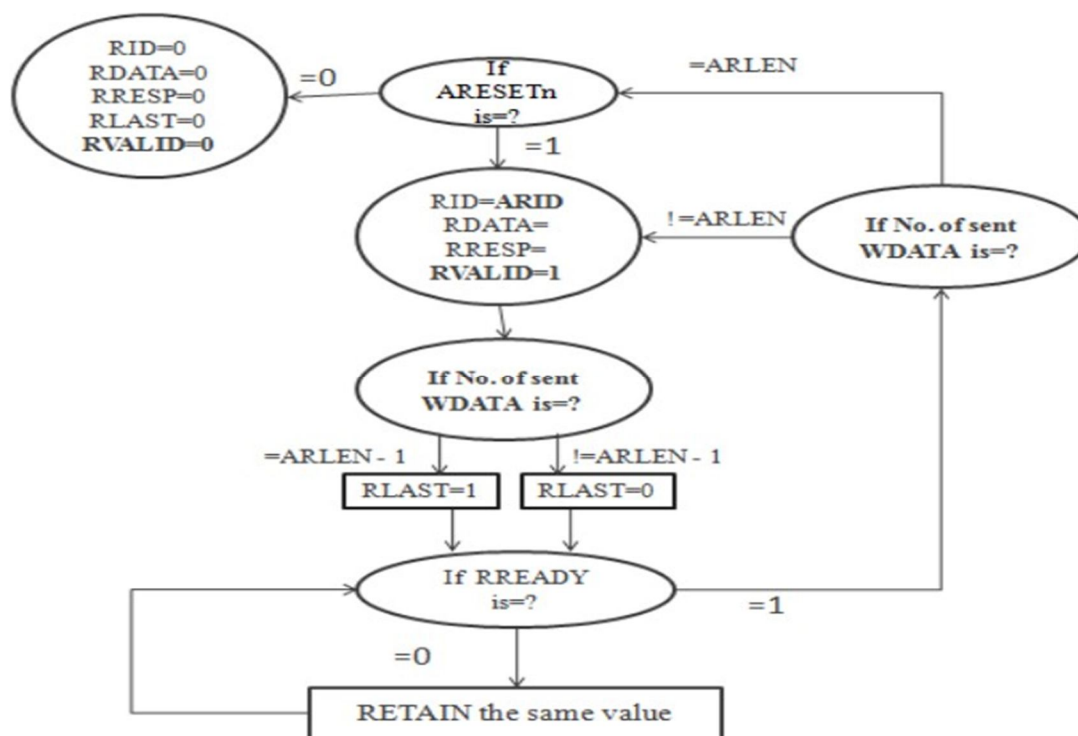 RID=0
RDATA=0
RRESP=0
RLAST=0
RVALID=0
=0
If
ARESETn
is=?
=ARLEN
=1
RID=ARID
RDATA=
RRESP=
RVALID=1
!=ARLEN
If No. of sent
WDATA is=?
If No. of sent
WDATA is=?
=ARLEN - 1
!=ARLEN - 1
RLAST=1
RLAST=0
If RREADY
is=?
=1
=0
RETAIN the same value